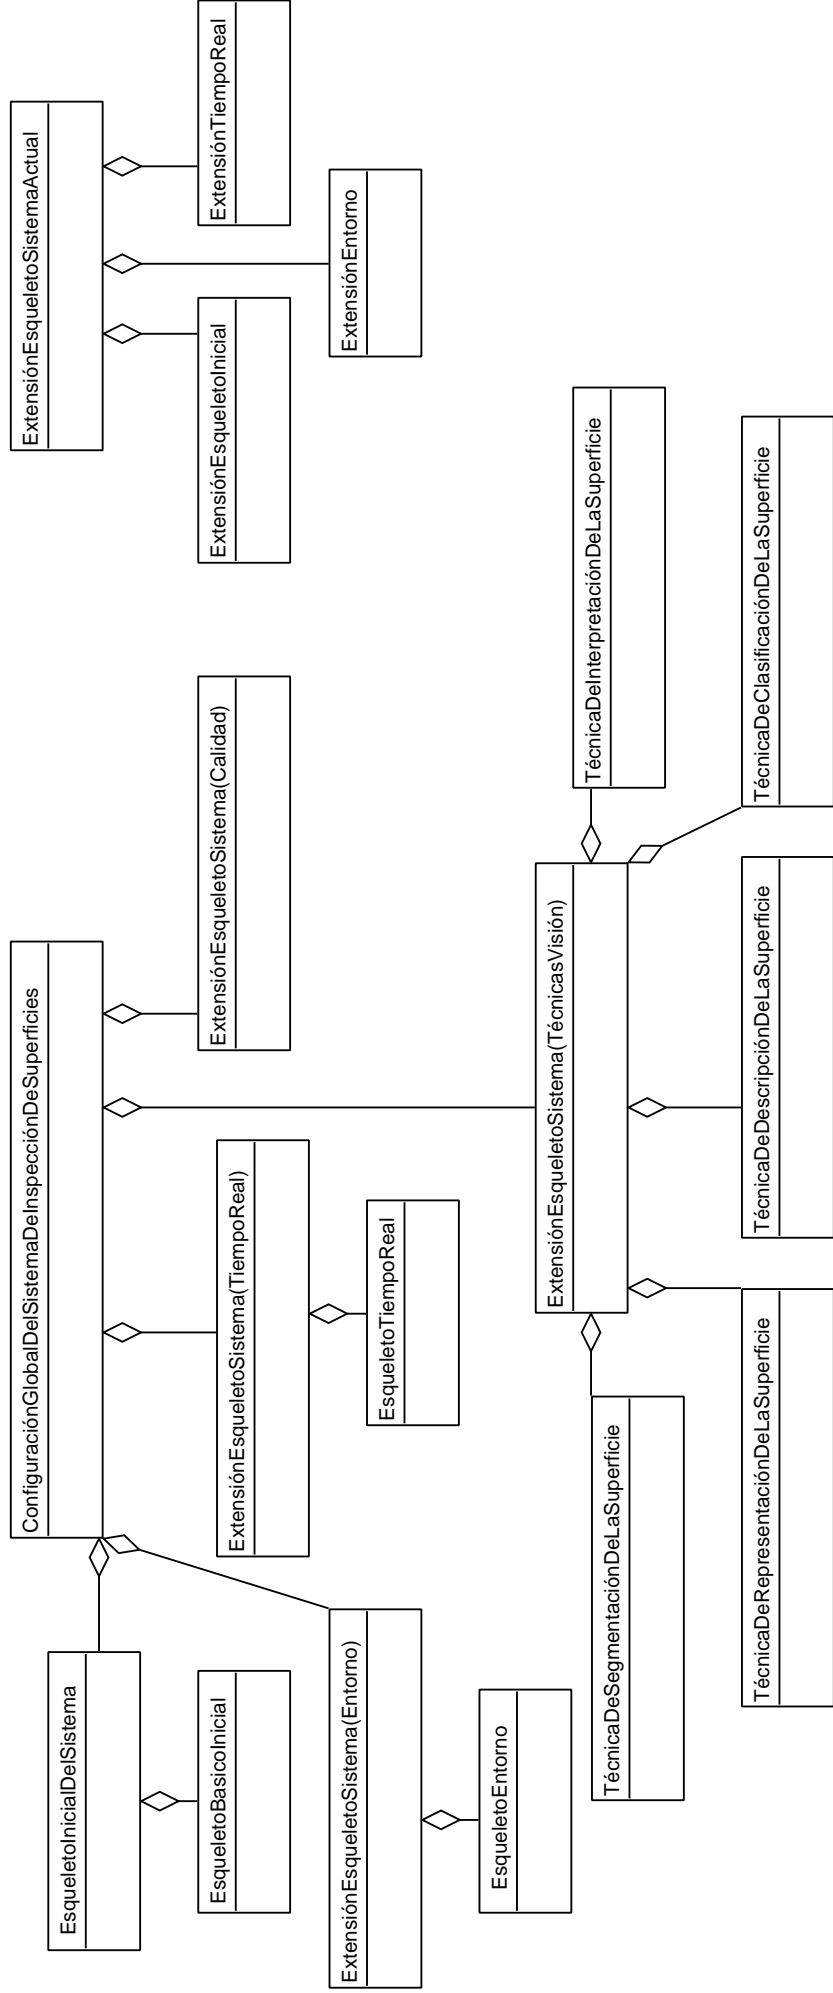 ConfiguraciónGlobalDelSistemaDeInspecciónDeSuperficies
ExtensiónEsqueletoSistemaActual
EsqueletoInicialDelSistema
EsqueletoBasicoInicial
ExtensiónEsqueletoSistema(Calidad)
ExtensiónEsqueletoInicial
ExtensiónTiempoReal
ExtensiónEsqueletoSistema(TiempoReal)
ExtensiónEsqueletoSistema(Entorno)
ExtensiónEntorno
EsqueletoTiempoReal
EsqueletoEntorno
ExtensiónEsqueletoSistema(TécnicasVisión)
TécnicaDeInterpretaciónDeLaSuperficie
TécnicaDeSegmentaciónDeLaSuperficie
TécnicaDeRepresentaciónDeLaSuperficie
TécnicaDeDescripciónDeLaSuperficie
TécnicaDeClasificaciónDeLaSuperficie